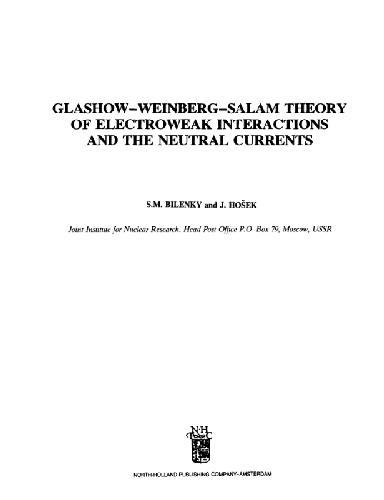 GLASHOW–WEINBERG–SALAM THEORY
OF ELECTROWEAK INTERACTIONS
AND THE NEUTRAL CURRENTS
S.M. BILENKY and J. HOŠEK
Joint Institute for Nuclear Research, Head Post Office P.O. Box 79, Moscow, USSR
N H
P C
NORTH-HOLLAND PUBLISHING COMPANY-AMSTERDAM